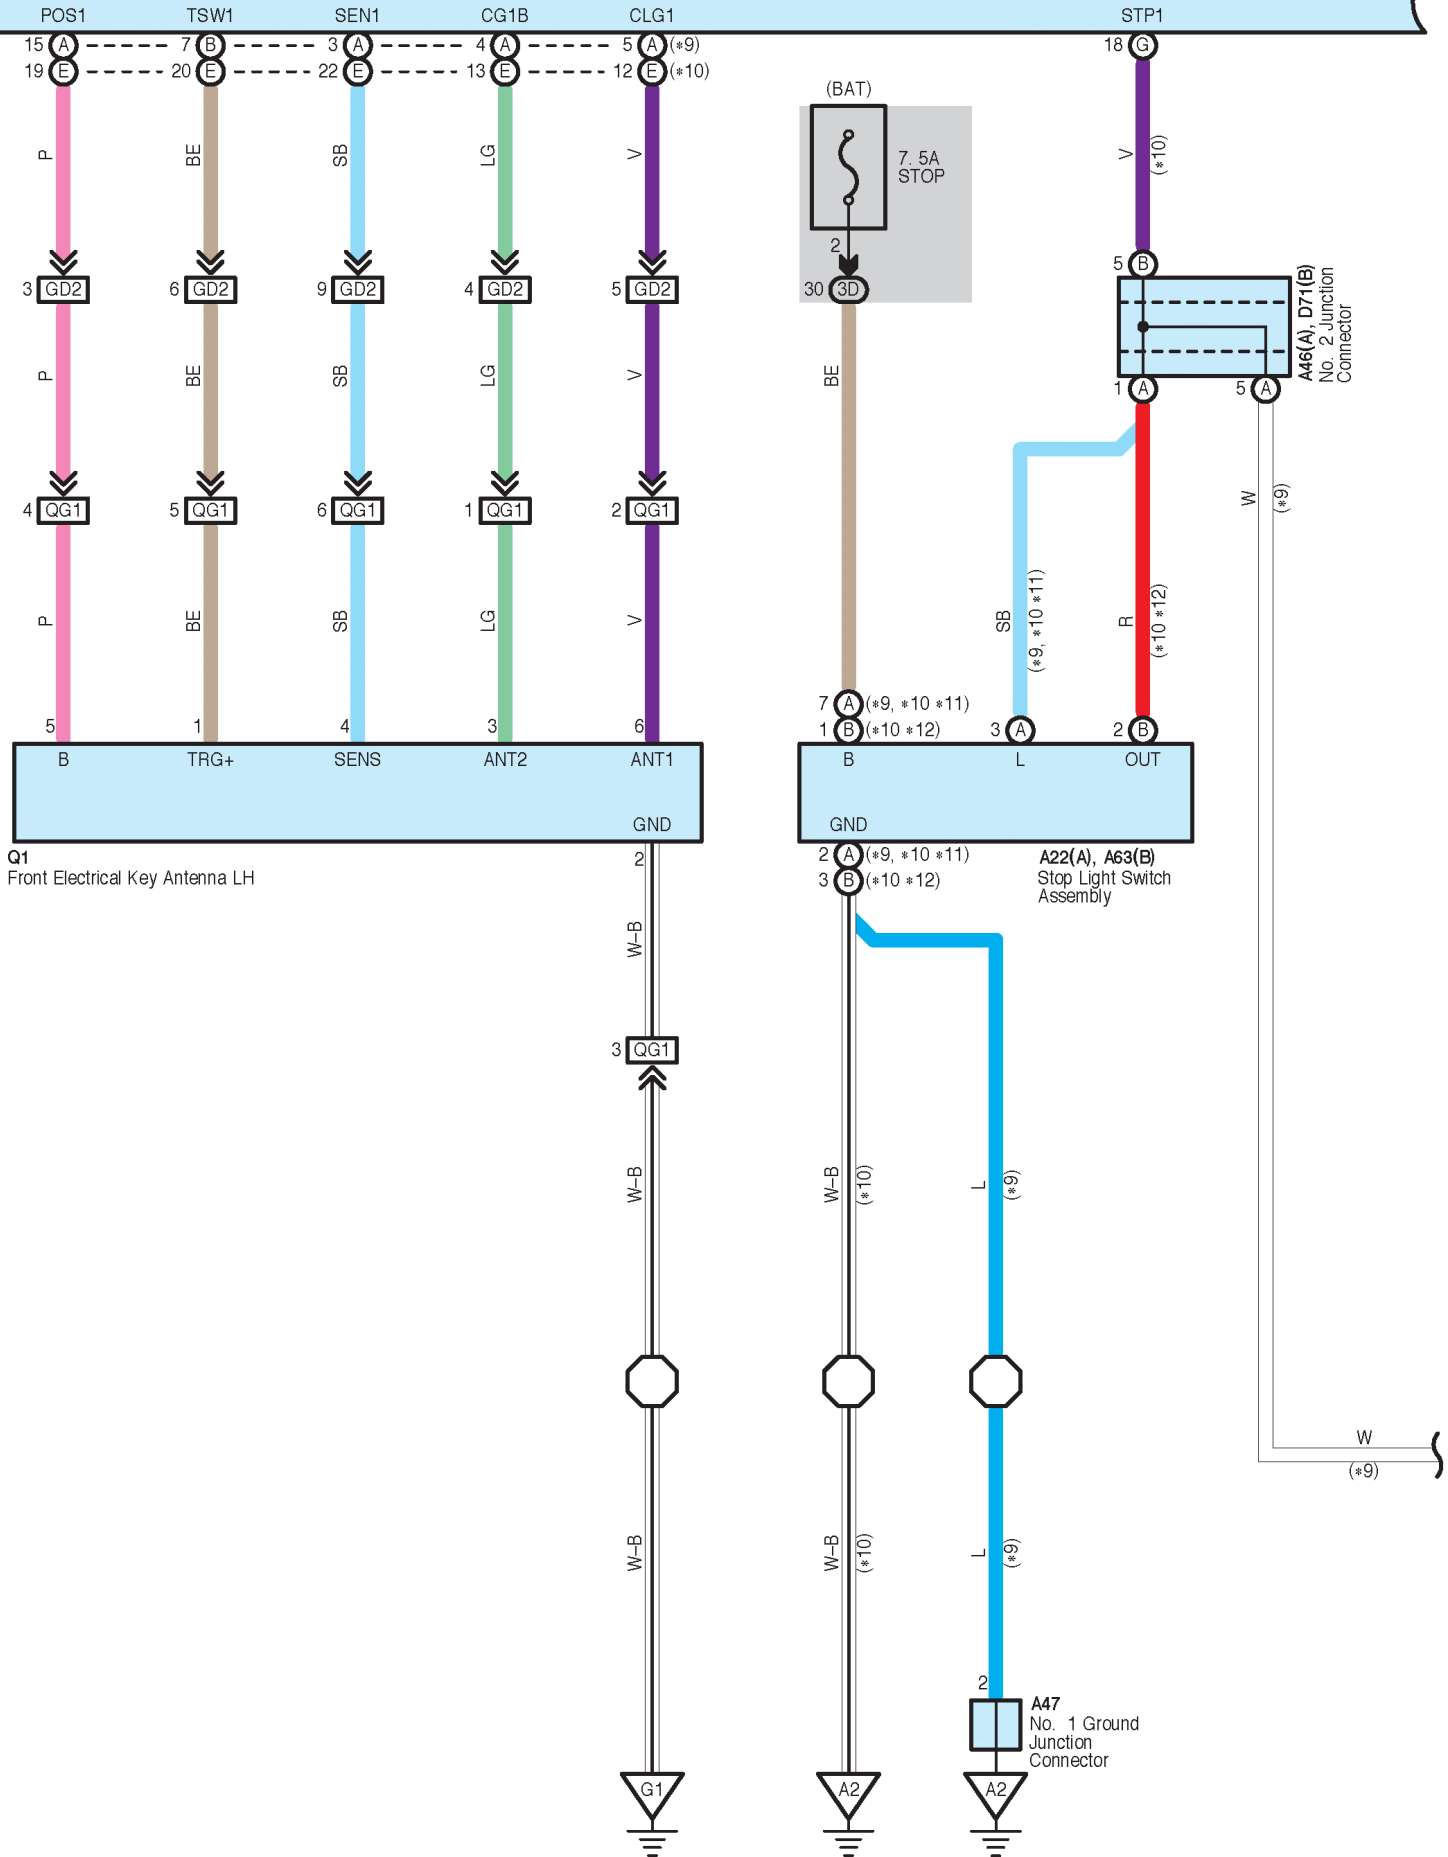 POS1 TSW1 SEN1 CG1B CLG1 STP1
15 A 7 B 3 A 4 A 5 A (*9) 18 G
19 E 20 E 22 E 13 E 12 E (*10)
(BAT)
7. 5A
STOP
P BE SB LG V V (*10)
2
5 B
3 GD2 6 GD2 9 GD2 4 GD2 5 GD2 30 3D
A46(A), D71(B)
No. 2 Junction
Connector
P BE SB LG V BE
1 A 5 A
W (*9)
4 QG1 5 QG1 6 QG1 1 QG1 2 QG1
P BE SB LG V SB (*9, *10 *11) R (*10 *12)
7 A (*9, *10 *11)
5 1 4 3 6 1 B (*10 *12) 3 A 2 B
B TRG+ SENS ANT2 ANT1 B L OUT
GND GND
Q1
Front Electrical Key Antenna LH
2
2 A (*9, *10 *11)
3 B (*10 *12)
A22(A), A63(B)
Stop Light Switch
Assembly
W-B
3 QG1
W-B W-B (*10) L (*9)
W
(*9)
W-B W-B (*10) L (*9)
2
A47
No. 1 Ground
Junction
Connector
G1 A2 A2